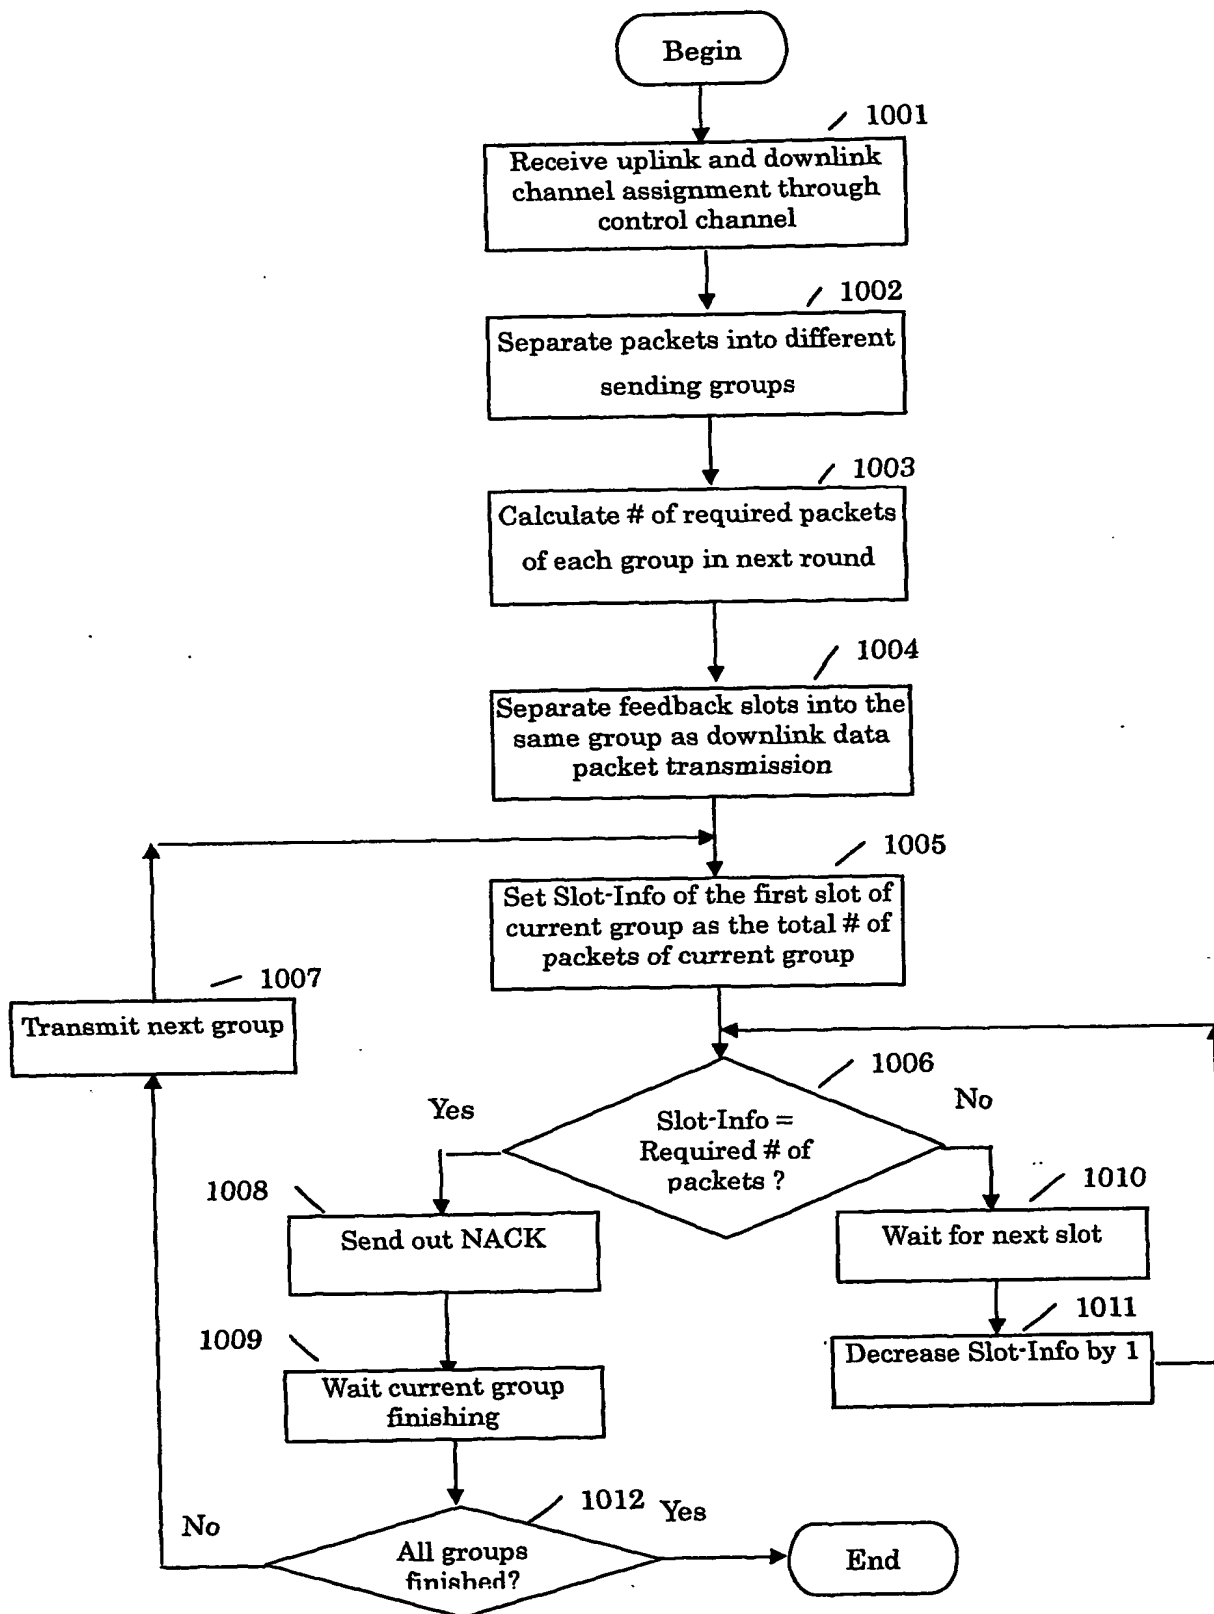 Begin
1001
Receive uplink and downlink
channel assignment through
control channel
1002
Separate packets into different
sending groups
1003
Calculate # of required packets
of each group in next round
1004
Separate feedback slots into the
same group as downlink data
packet transmission
1005
Set Slot-Info of the first slot of
current group as the total # of
packets of current group
1007
Transmit next group
1006
Yes
No
Slot-Info =
Required # of
packets ?
1008
Send out NACK
1010
Wait for next slot
1009
Wait current group
finishing
1011
Decrease Slot-Info by 1
1012
No
Yes
All groups
finished?
End